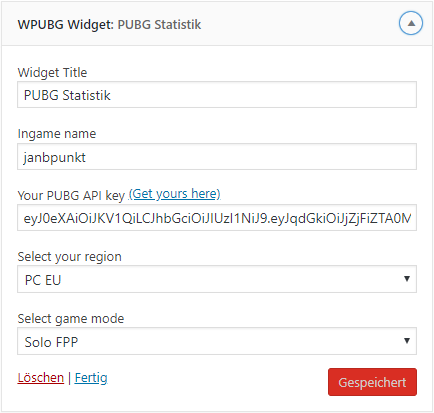 WPUBG Widget: PUBG Statistik
Widget Title
PUBG Statistik
Ingame name
janbpunkt
Your PUBG API key (Get yours here)
eyJ0eXAiOiJKV1QiLCJhbGciOiJIUzI1NiJ9.eyJqdGkiOiJjZjFiZTA0M
Select your region
PC EU
Select game mode
Solo FPP
Löschen | Fertig
Gespeichert